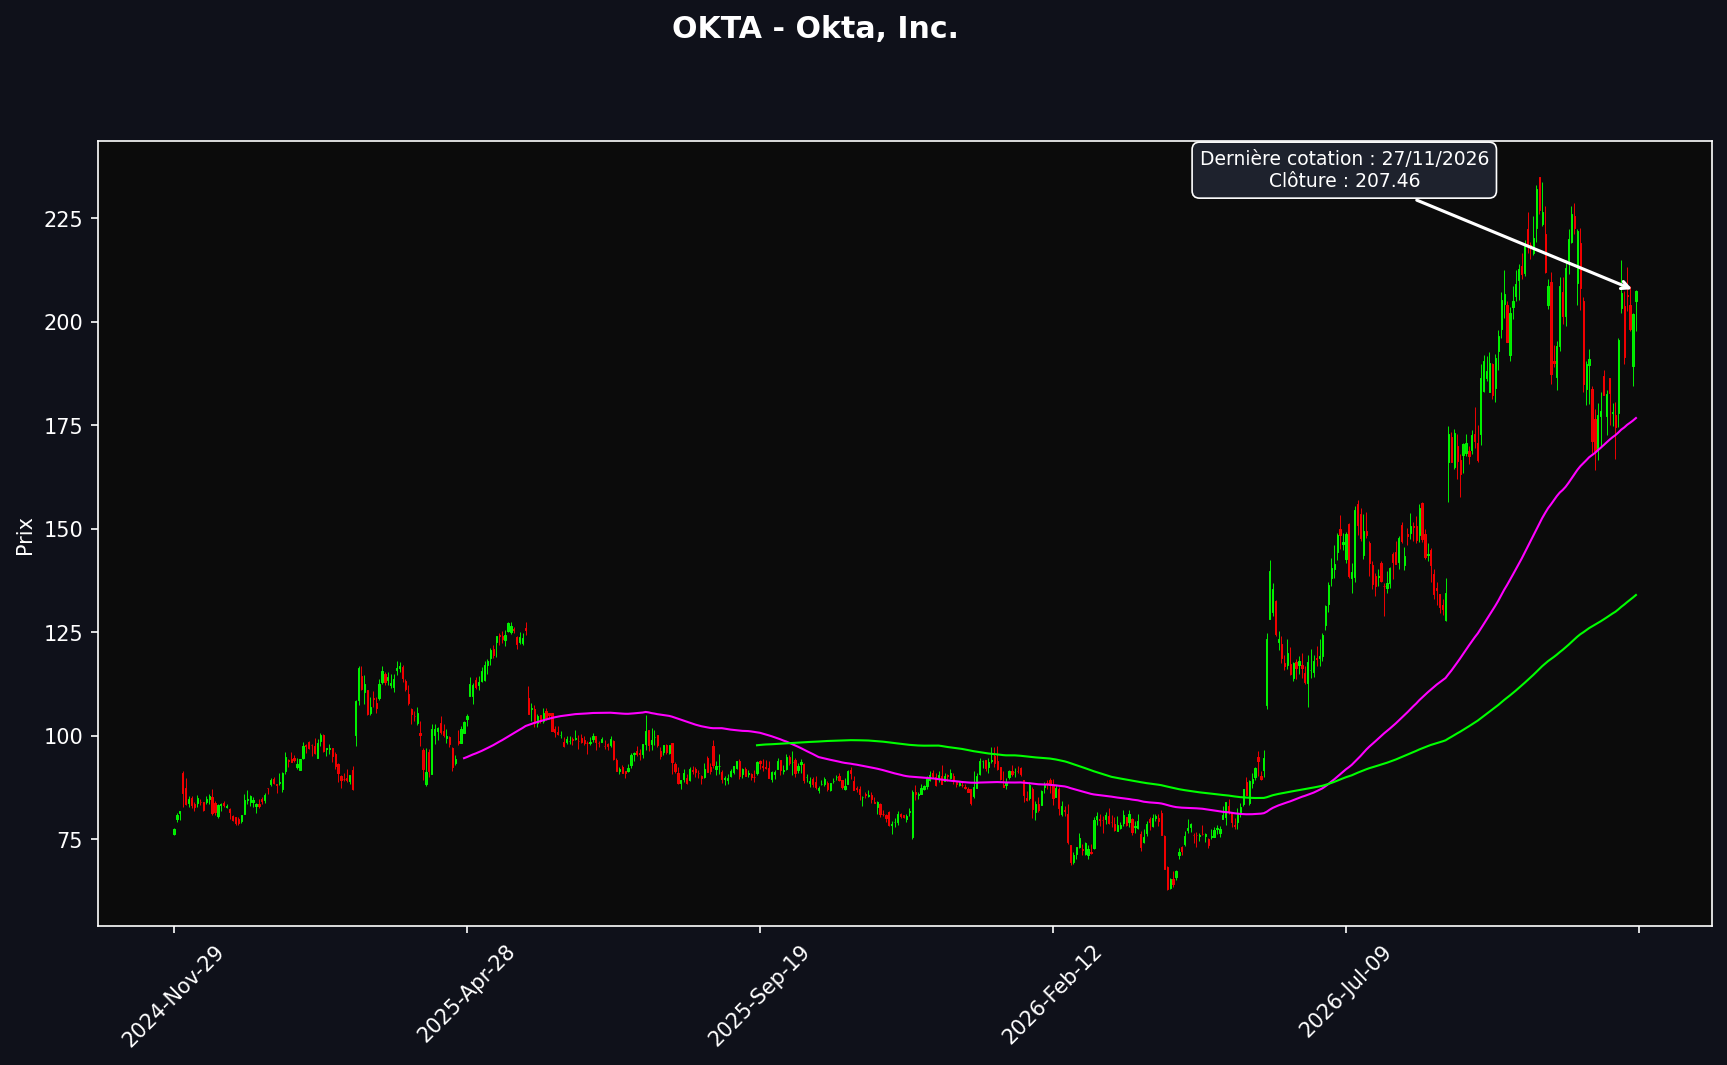 OKTA - Okta, Inc.
Dernière cotation : 27/11/2026
Clôture : 207.46
Prix
225
200
175
150
125
100
75
2024-Nov-29
2025-Apr-28
2025-Sep-19
2026-Feb-12
2026-Jul-09